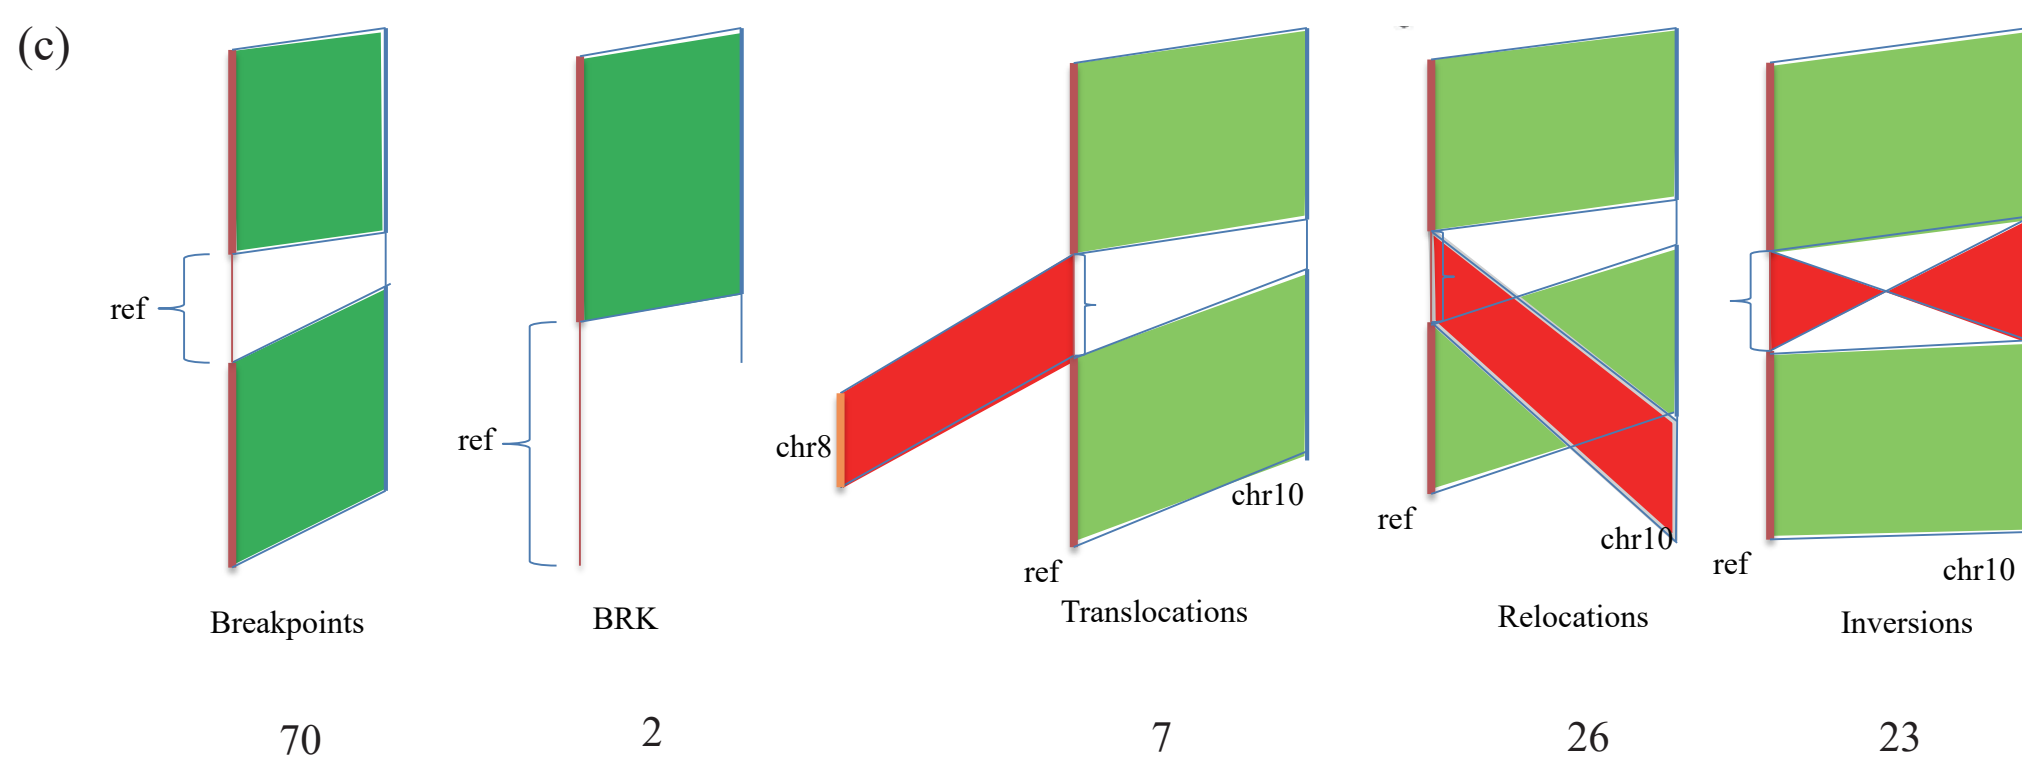 (c)
ref
ref
chr8
chr10
ref
ref
chr10
ref
chr10
Breakpoints
BRK
Translocations
Relocations
Inversions
70
2
7
26
23